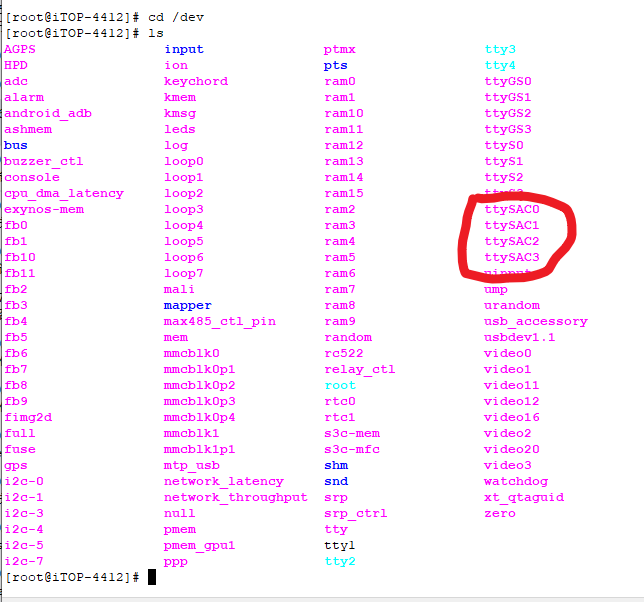 [root@iTOP-4412]# cd /dev
[root@iTOP-4412]# ls
AGPS input ptmx tty3
HPD ion pts tty4
adc keychord ram0 ttyGS0
alarm kmem ram1 ttyGS1
android_adb kmsg ram10 ttyGS2
ashmem leds ram11 ttyGS3
bus log ram12 ttyS0
buzzer_ctl loop0 ram13 ttyS1
console loop1 ram14 ttyS2
cpu_dma_latency loop2 ram15 ttyS3
exynos-mem loop3 ram2 ttySAC0
fb0 loop4 ram3 ttySAC1
fb1 loop5 ram4 ttySAC2
fb10 loop6 ram5 ttySAC3
fb11 loop7 ram6 uinput
fb2 mali ram7 ump
fb3 mapper ram8 urandom
fb4 max485_ctl_pin ram9 usb_accessory
fb5 mem random usbdev1.1
fb6 mmcblk0 rc522 video0
fb7 mmcblk0p1 relay_ctl video1
fb8 mmcblk0p2 root video11
fb9 mmcblk0p3 rtc0 video12
fimg2d mmcblk0p4 rtc1 video16
full mmcblk1 s3c-mem video2
fuse mmcblk1p1 s3c-mfc video20
gps mtp_usb shm video3
i2c-0 network_latency snd watchdog
i2c-1 network_throughput srp xt_qtaguid
i2c-3 null srp_ctrl zero
i2c-4 pmem tty
i2c-5 pmem_gpu1 tty1
i2c-7 ppp tty2
[root@iTOP-4412]#